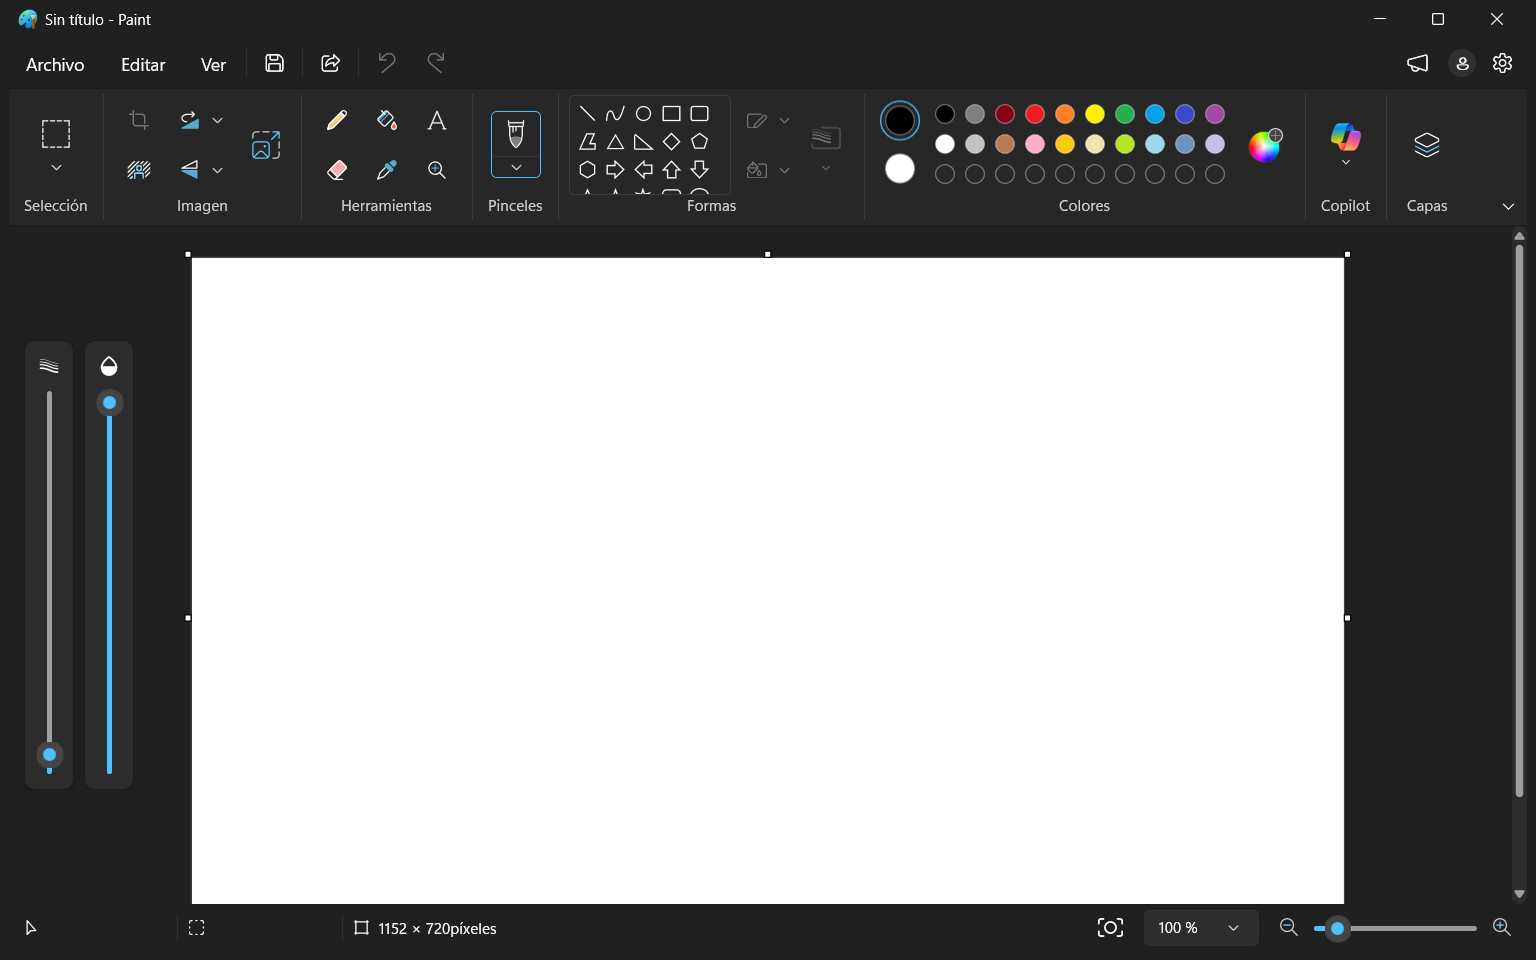 Sin título - Paint
Archivo Editar Ver
Selección Imagen Herramientas Pinceles Formas Colores Copilot Capas
1152 × 720píxeles 100 %